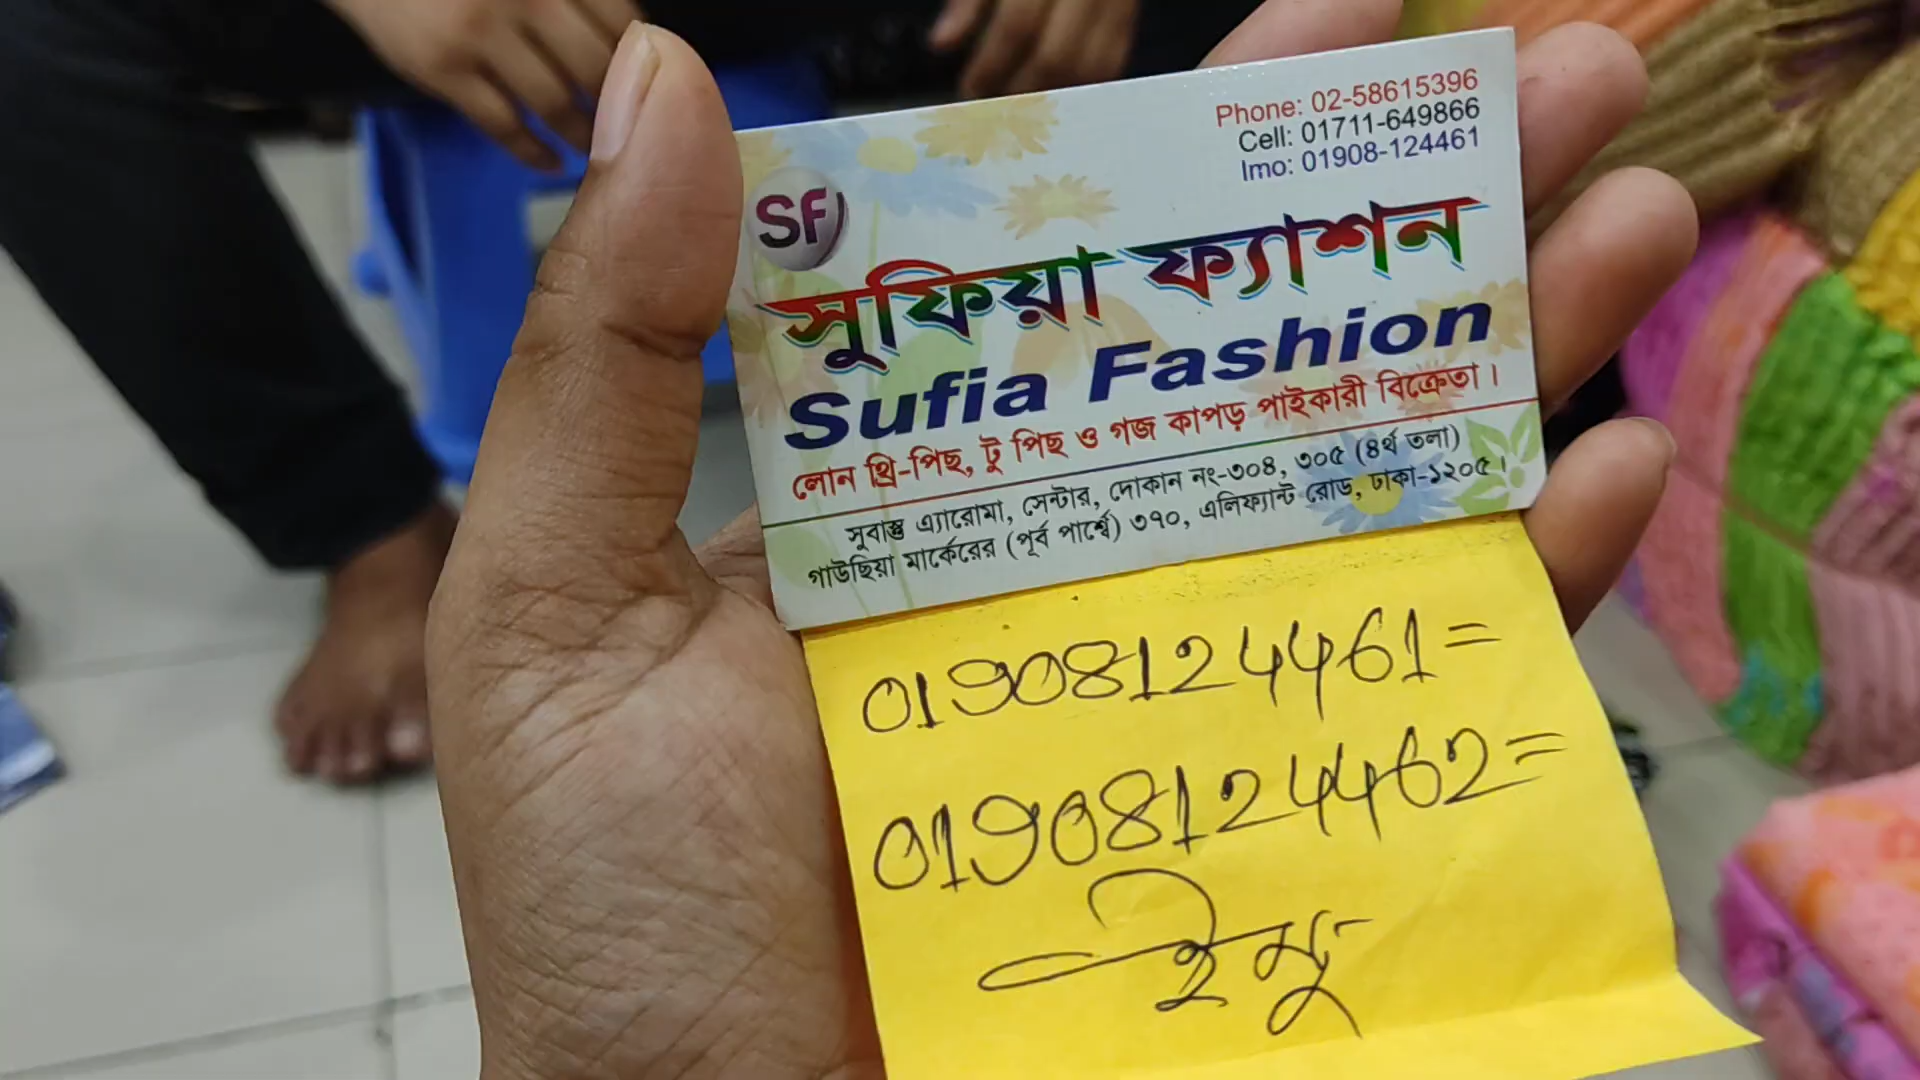 Phone: 02-58615396
Cell: 01711-649866
Imo: 01908-124461
SF
সুফিয়া ফ্যাশন
Sufia Fashion
লোন থ্রি-পিছ, টু পিছ ও গজ কাপড় পাইকারী বিক্রেতা।
সুবাস্তু এ্যারোমা, সেন্টার, দোকান নং-৩০৪, ৩০৫ (৪র্থ তলা)
গাউছিয়া মার্কেরের (পূর্ব পার্শ্বে) ৩৭০, এলিফ্যান্ট রোড, ঢাকা-১২০৫।
01908124461=
01908124462=
ইমু